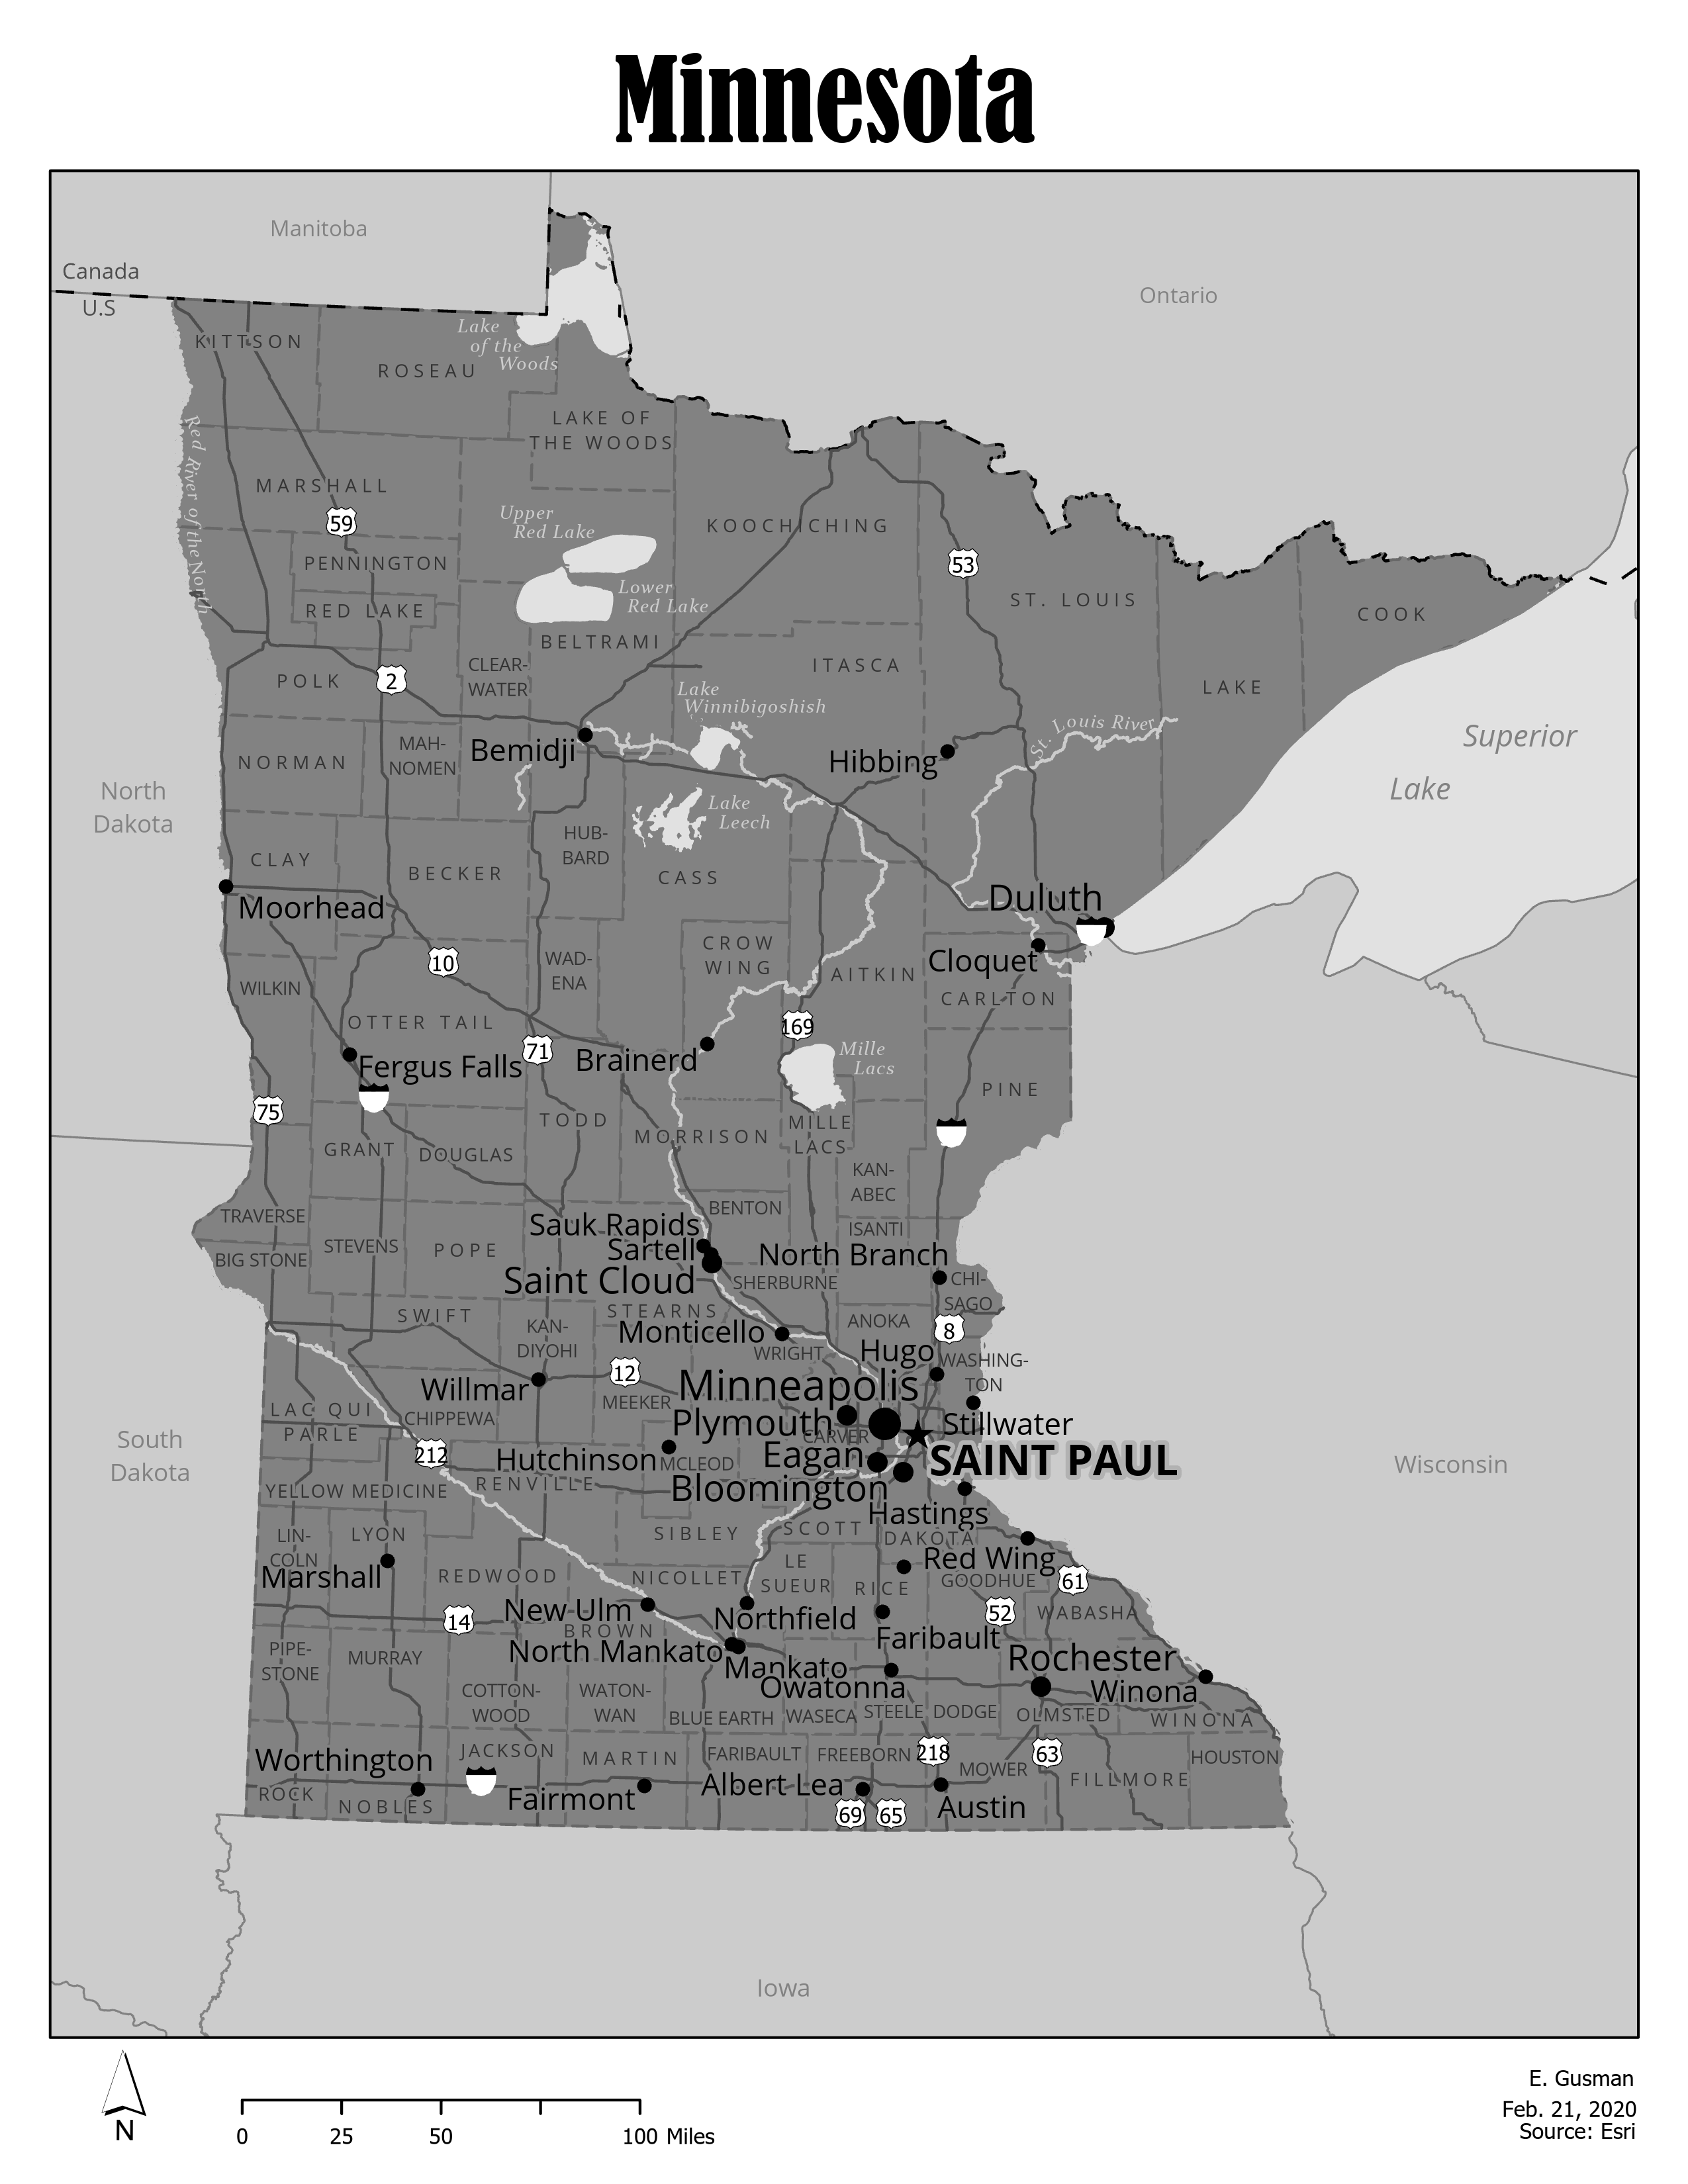 Minnesota
Manitoba
Canada
U.S
Ontario
KITTSON
ROSEAU
Lake
of the
Woods
LAKE OF
THE WOODS
Red River of the North
MARSHALL
59
Upper
Red Lake
KOOCHICHING
53
PENNINGTON
Lower
Red Lake
RED LAKE
ST. LOUIS
COOK
BELTRAMI
CLEAR-
WATER
ITASCA
POLK
2
LAKE
Lake
Winnibigoshish
St. Louis River
Superior
Lake
NORMAN
MAH-
NOMEN
Bemidji
Hibbing
North
Dakota
Lake
Leech
HUB-
BARD
CLAY
BECKER
CASS
Moorhead
Duluth
CROW
WING
10
WAD-
ENA
AITKIN
Cloquet
WILKIN
CARLTON
OTTER TAIL
169
71
Brainerd
Mille
Lacs
Fergus Falls
PINE
75
TODD
MORRISON
MILLE
LACS
GRANT
DOUGLAS
KAN-
ABEC
TRAVERSE
BENTON
Sauk Rapids
ISANTI
STEVENS
POPE
BIG STONE
Sartell
North Branch
Saint Cloud
SHERBURNE
CHI-
SAGO
SWIFT
STEARNS
ANOKA
8
KAN-
DIYOHI
Monticello
WRIGHT
Hugo
WASHING-
TON
12
Willmar
MEEKER
Minneapolis
LAC QUI
PARLE
CHIPPEWA
Plymouth
CARVER
Stillwater
South
Dakota
212
Hutchinson
MCLEOD
Eagan
SAINT PAUL
Wisconsin
YELLOW MEDICINE
RENVILLE
Bloomington
Hastings
LIN-
COLN
LYON
SIBLEY
SCOTT
DAKOTA
Marshall
REDWOOD
NICOLLET
LE
SUEUR
RICE
Red Wing
GOODHUE
61
14
New Ulm
BROWN
Northfield
52
WABASHA
Faribault
PIPE-
STONE
MURRAY
North Mankato
Mankato
Rochester
Owatonna
Winona
COTTON-
WOOD
WATON-
WAN
BLUE EARTH
WASECA
STEELE
DODGE
OLMSTED
WINONA
Worthington
JACKSON
MARTIN
FARIBAULT
FREEBORN
218
63
HOUSTON
MOWER
FILLMORE
ROCK
NOBLES
Fairmont
Albert Lea
Austin
69
65
Iowa
N
0 25 50 100 Miles
E. Gusman
Feb. 21, 2020
Source: Esri